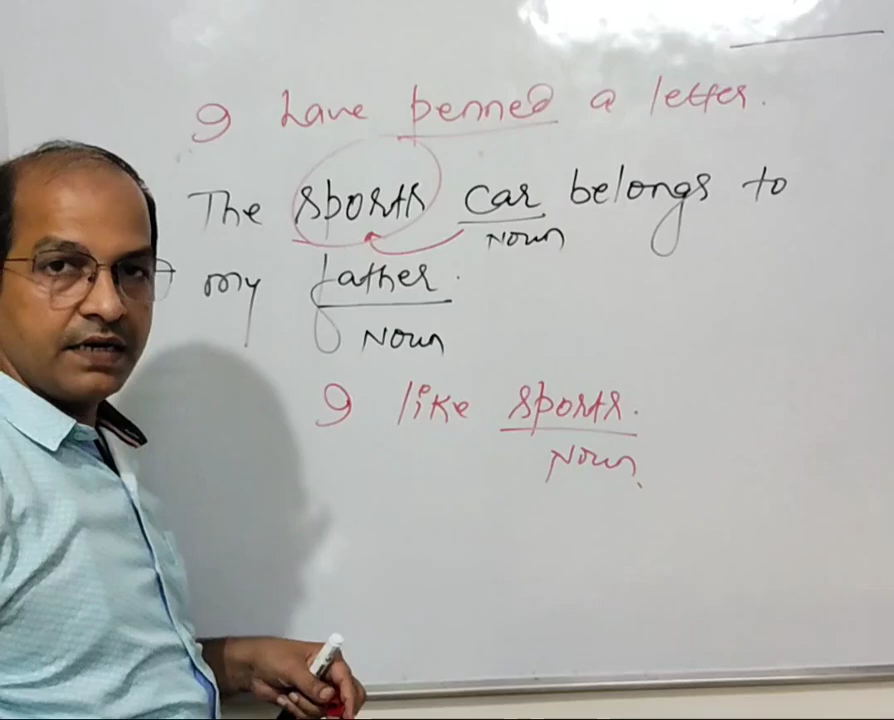 I have penned a letter.
The sports car belongs to
Noun
my father.
Noun
I like sports.
Noun